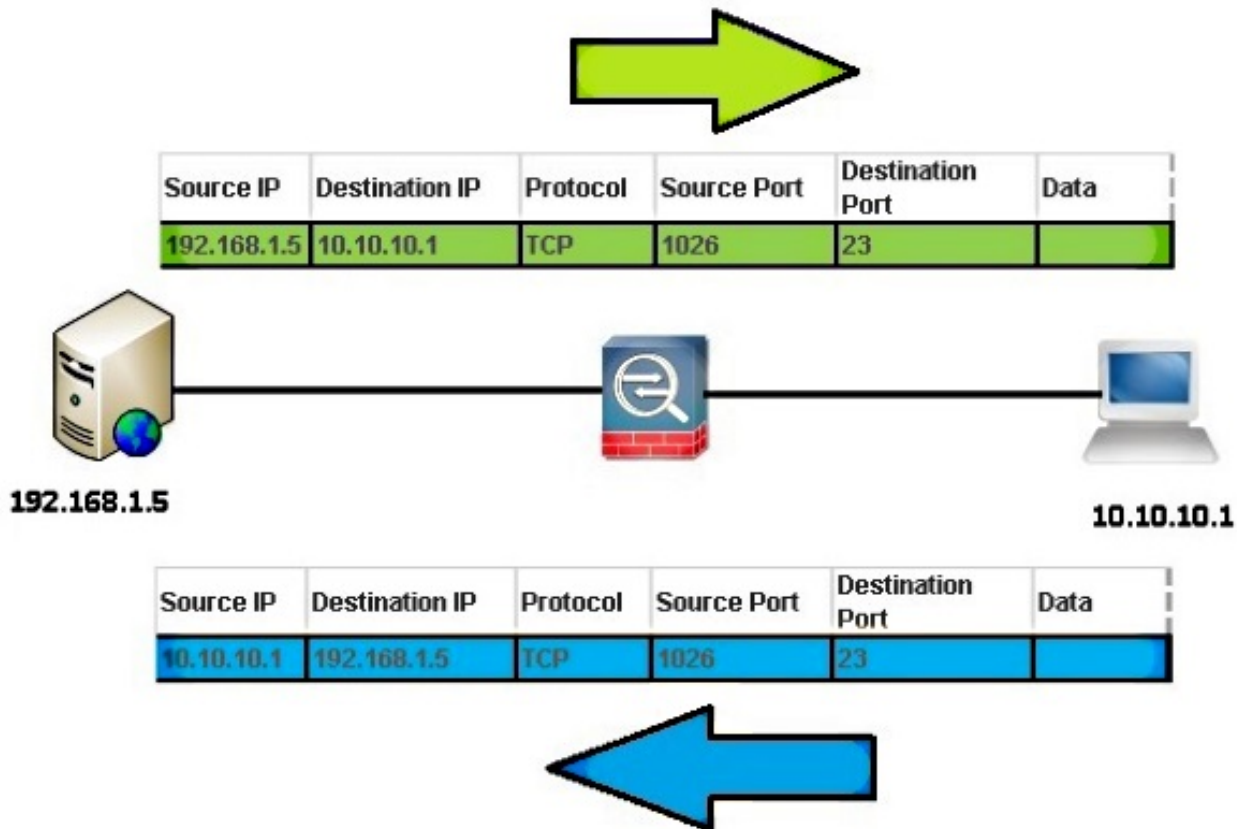 Source IP Destination IP Protocol Source Port Destination Port Data
192.168.1.5 10.10.10.1 TCP 1026 23
192.168.1.5
10.10.10.1
Source IP Destination IP Protocol Source Port Destination Port Data
10.10.10.1 192.168.1.5 TCP 1026 23